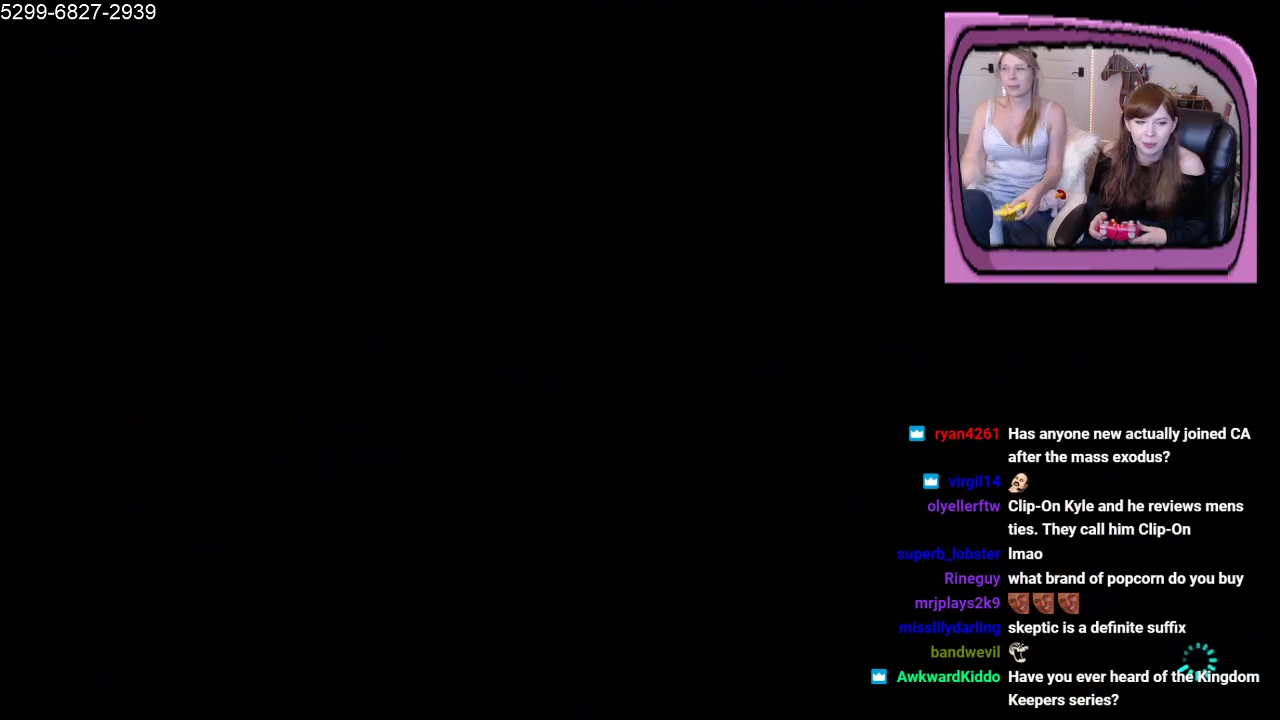 5299-6827-2939
ryan4261 Has anyone new actually joined CA
after the mass exodus?
virgil14
olyellerftw Clip-On Kyle and he reviews mens
ties. They call him Clip-On
superb_lobster lmao
Rineguy what brand of popcorn do you buy
mrjplays2k9
misslilydarling skeptic is a definite suffix
bandwevil
AwkwardKiddo Have you ever heard of the Kingdom
Keepers series?